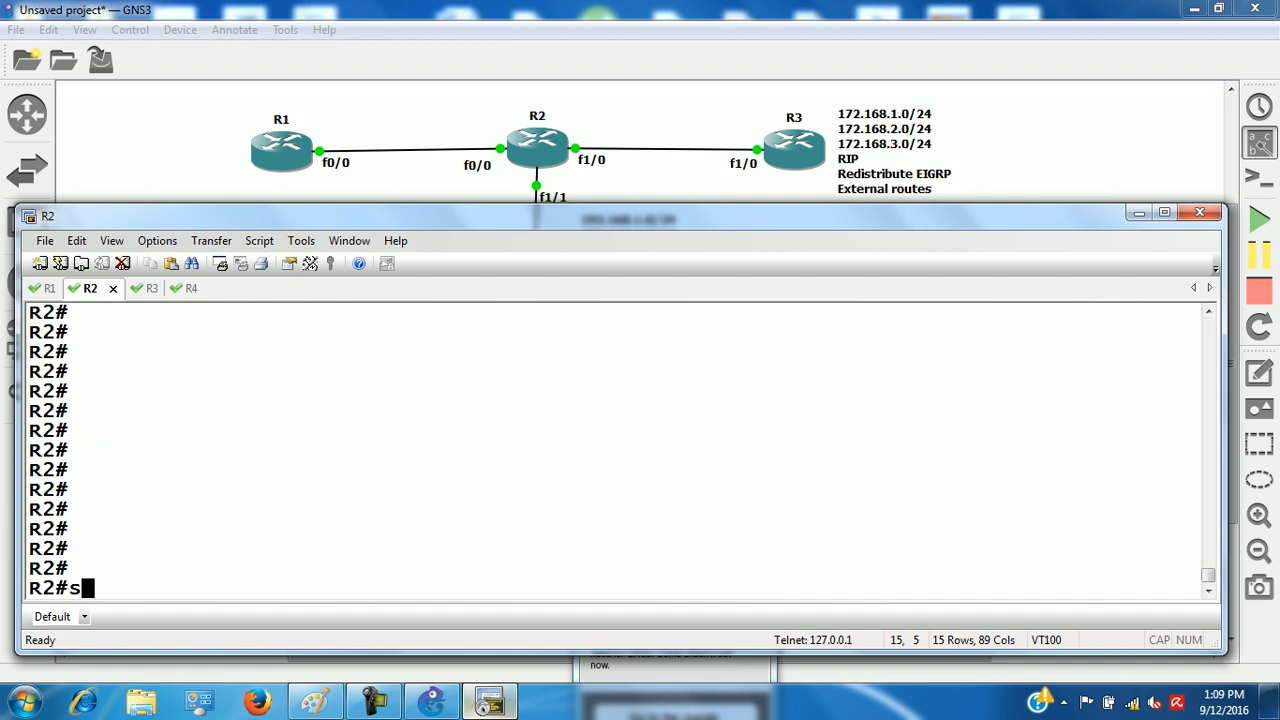 Unsaved project* — GNS3
File Edit View Control Device Annotate Tools Help
R1
R2
R3
f0/0
f0/0
f1/0
f1/0
f1/1
172.168.1.0/24
172.168.2.0/24
172.168.3.0/24
RIP
Redistribute EIGRP
External routes
R2
File Edit View Options Transfer Script Tools Window Help
R1 R2 R3 R4
R2#
R2#
R2#
R2#
R2#
R2#
R2#
R2#
R2#
R2#
R2#
R2#
R2#
R2#
R2#s
Default
Ready Telnet: 127.0.0.1 15, 5 15 Rows, 89 Cols VT100 CAP NUM
now.
1:09 PM
9/12/2016